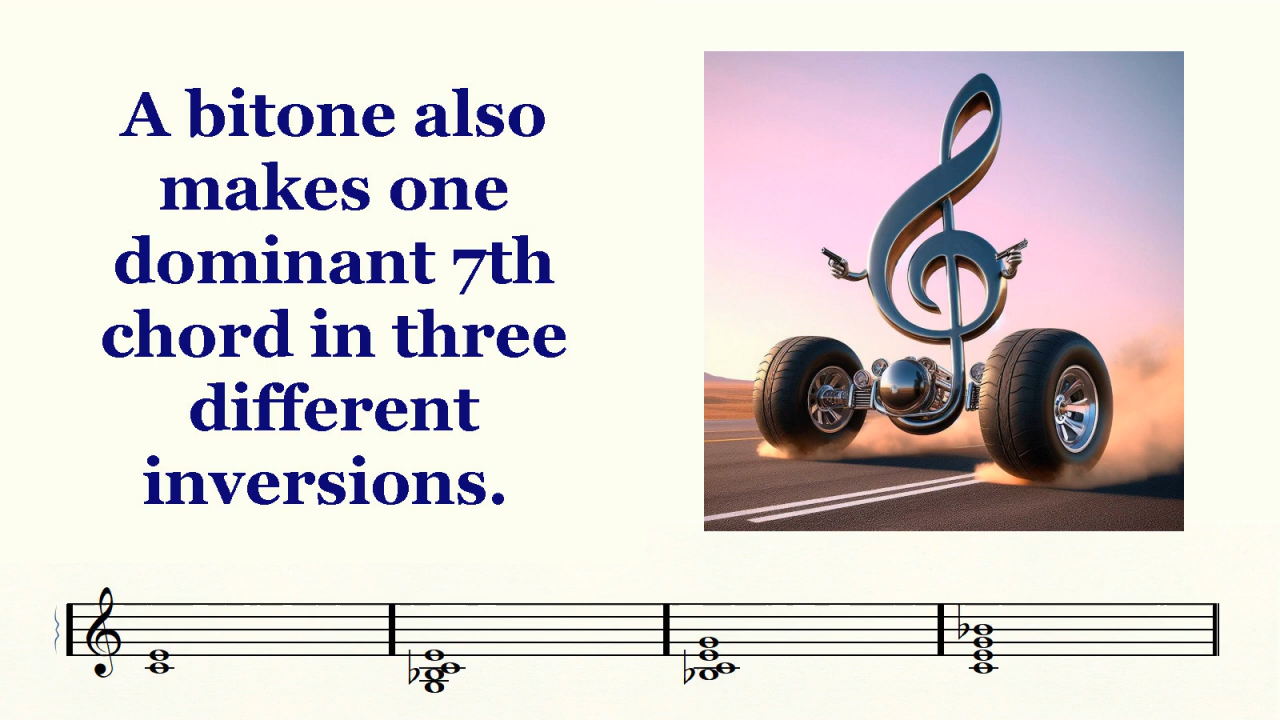 A bitone also
makes one
dominant 7th
chord in three
different
inversions.